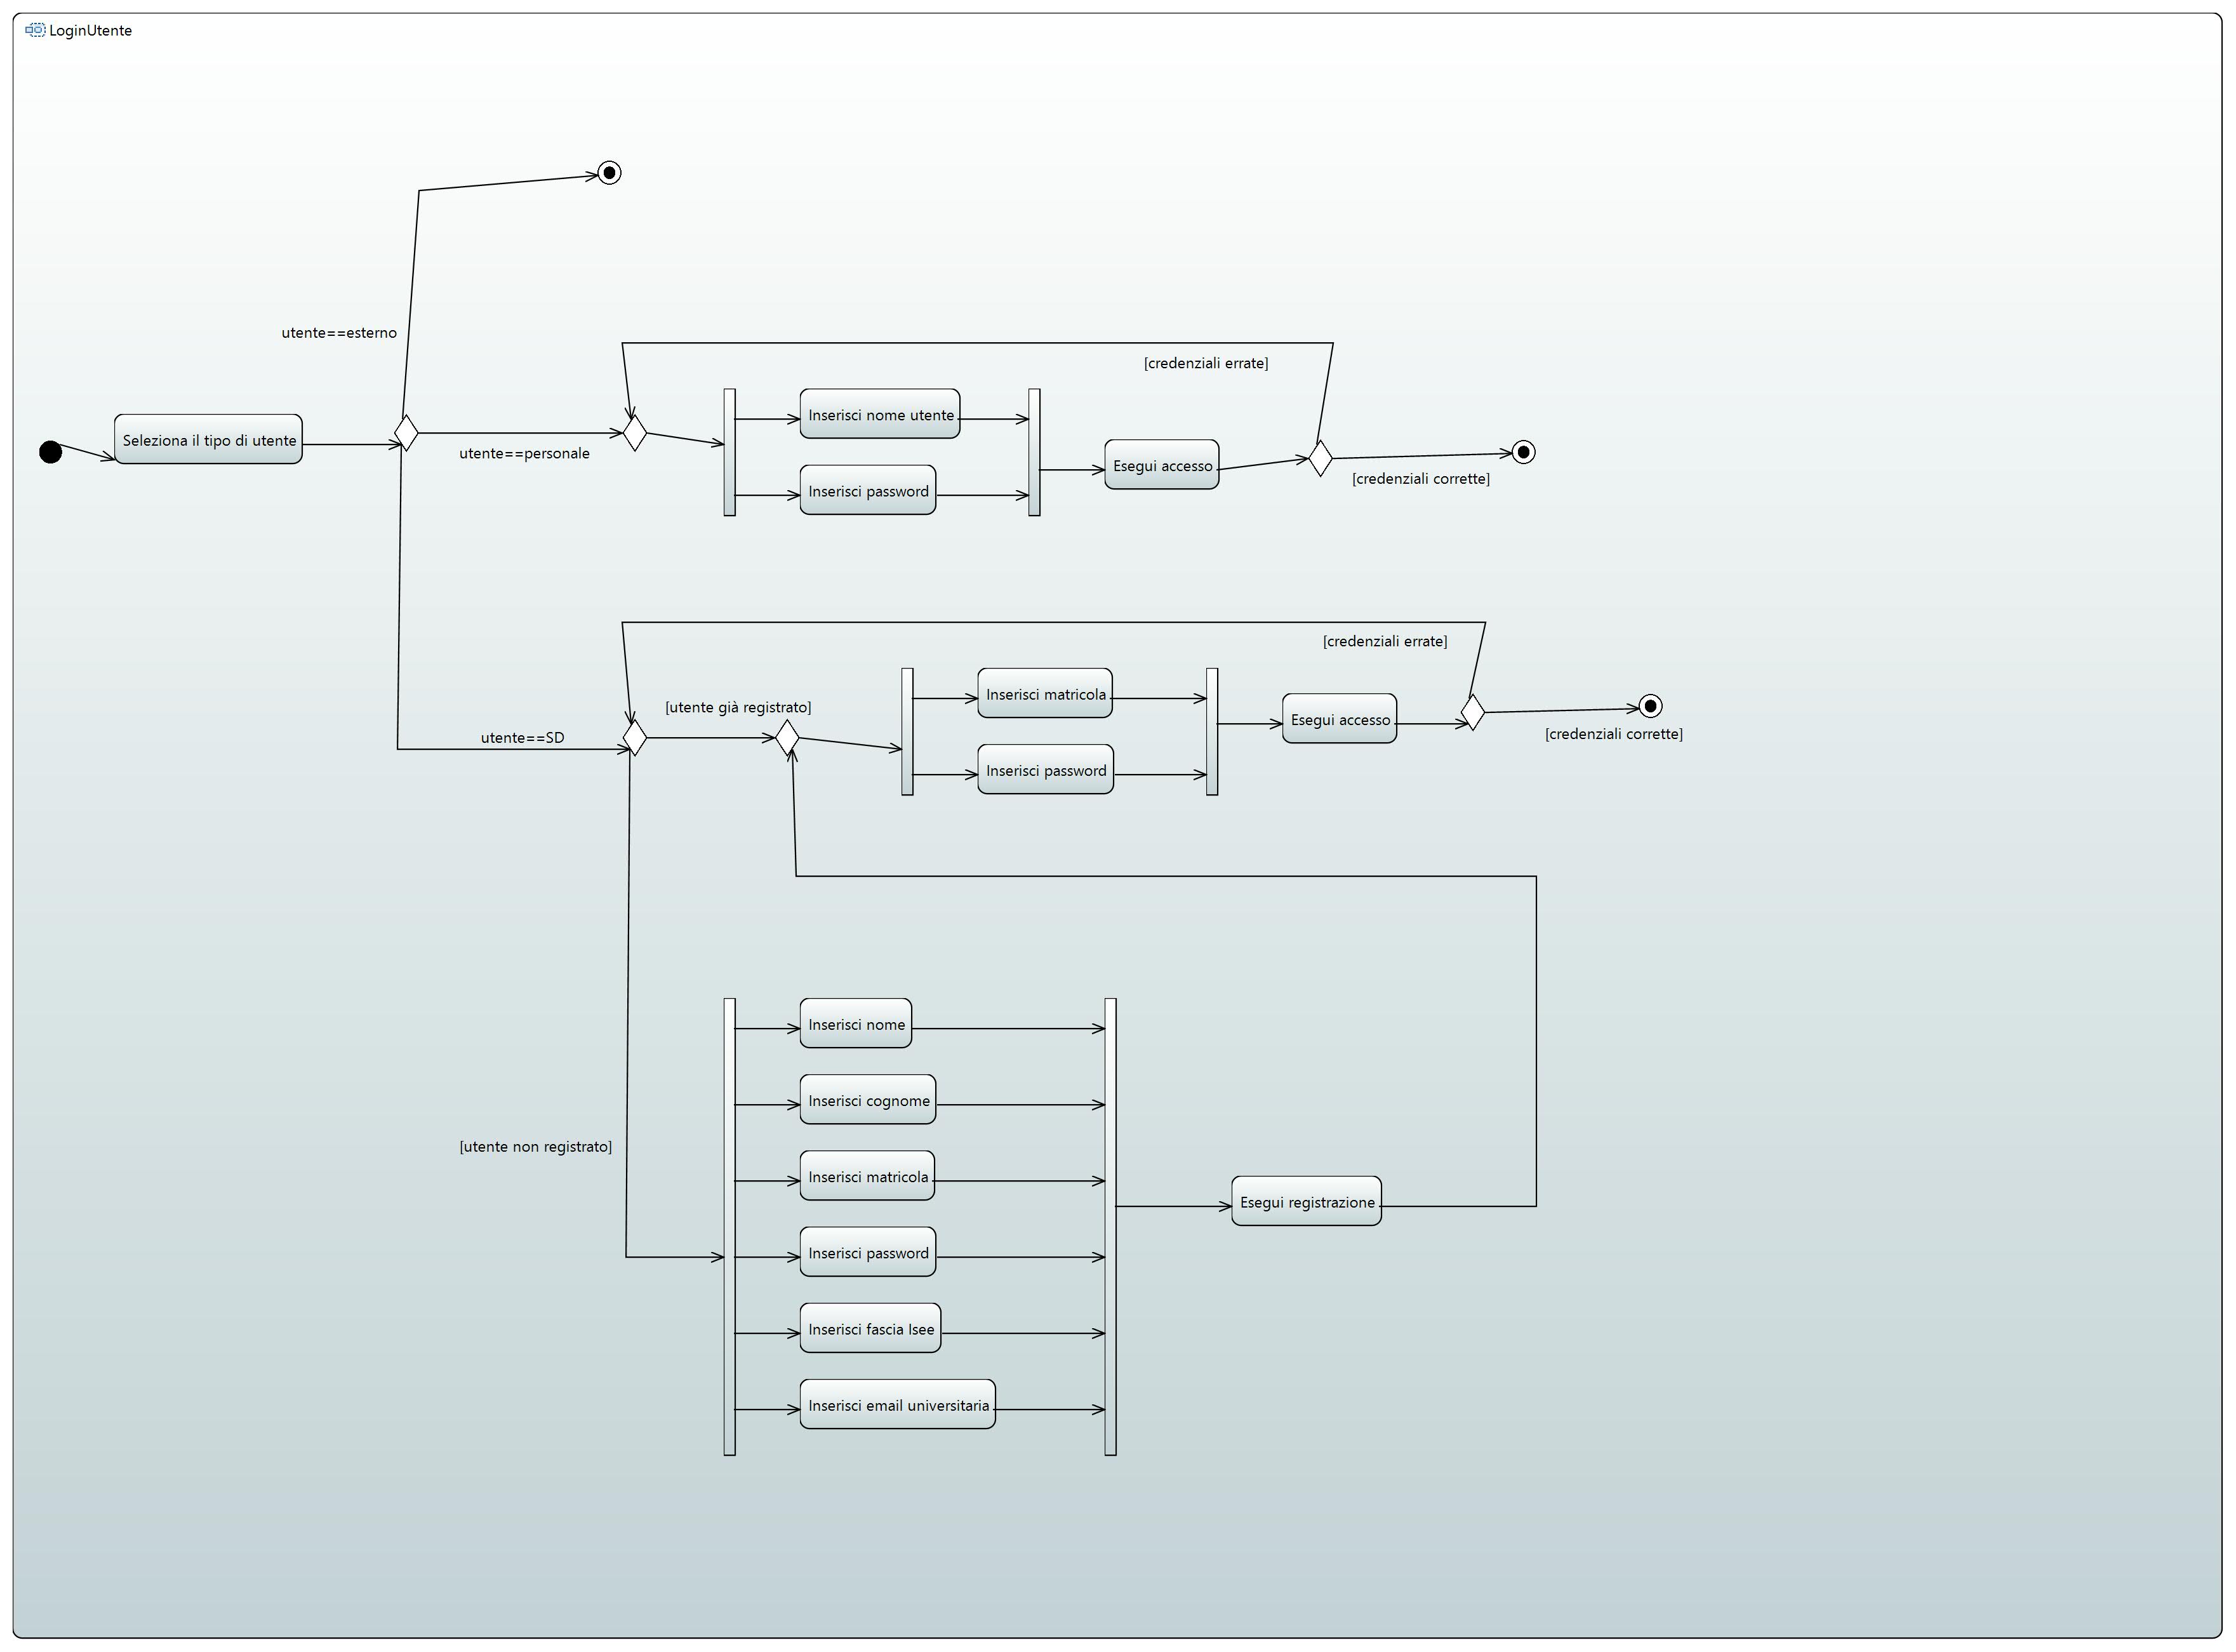 LoginUtente
utente==esterno
[credenziali errate]
Inserisci nome utente
Seleziona il tipo di utente
utente==personale
Esegui accesso
[credenziali corrette]
Inserisci password
[credenziali errate]
Inserisci matricola
[utente già registrato]
Esegui accesso
utente==SD
[credenziali corrette]
Inserisci password
Inserisci nome
Inserisci cognome
[utente non registrato]
Inserisci matricola
Esegui registrazione
Inserisci password
Inserisci fascia Isee
Inserisci email universitaria